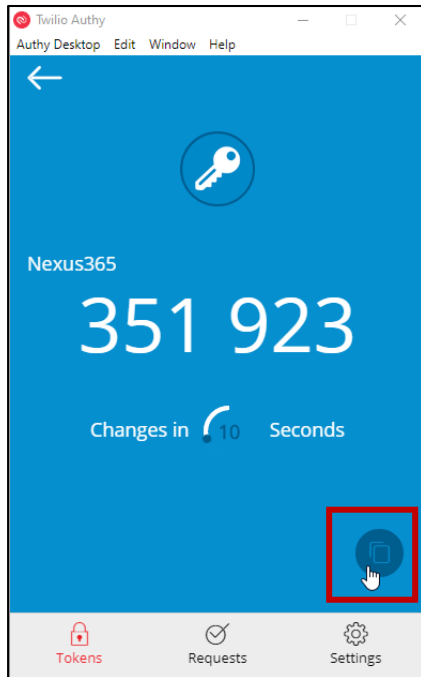 Twilio Authy
Authy Desktop Edit Window Help
Nexus365
351 923
Changes in 10 Seconds
Tokens Requests Settings